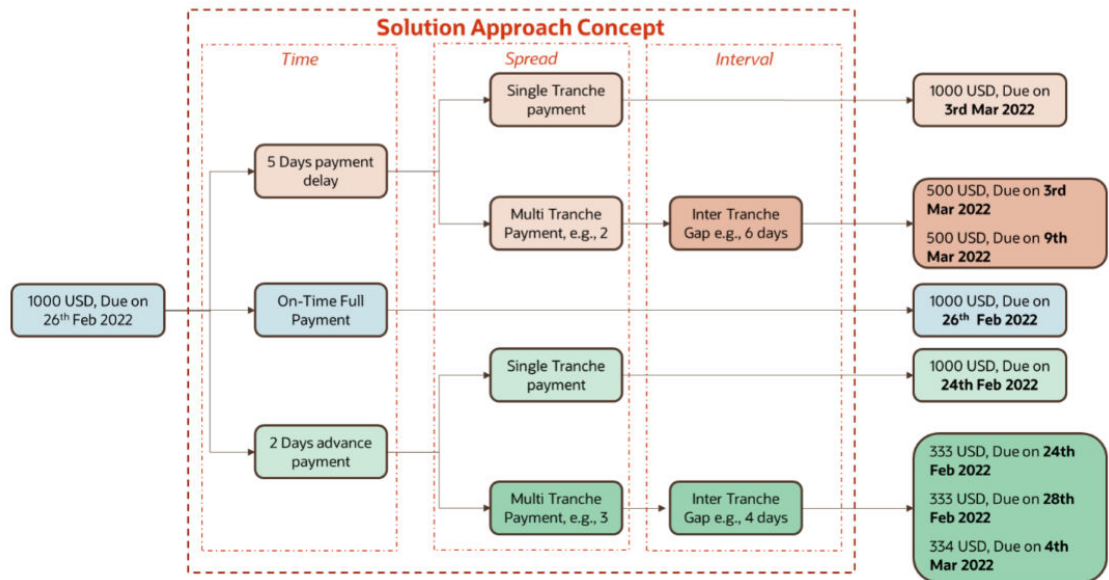 Solution Approach Concept
Time
Spread
Interval
Single Tranche
payment
1000 USD, Due on
3rd Mar 2022
5 Days payment
delay
Multi Tranche
Payment, e.g., 2
Inter Tranche
Gap e.g., 6 days
500 USD, Due on 3rd
Mar 2022
500 USD, Due on 9th
Mar 2022
1000 USD, Due on
26th Feb 2022
On-Time Full
Payment
1000 USD, Due on
26th Feb 2022
Single Tranche
payment
1000 USD, Due on
24th Feb 2022
2 Days advance
payment
Multi Tranche
Payment, e.g., 3
Inter Tranche
Gap e.g., 4 days
333 USD, Due on 24th
Feb 2022
333 USD, Due on 28th
Feb 2022
334 USD, Due on 4th
Mar 2022